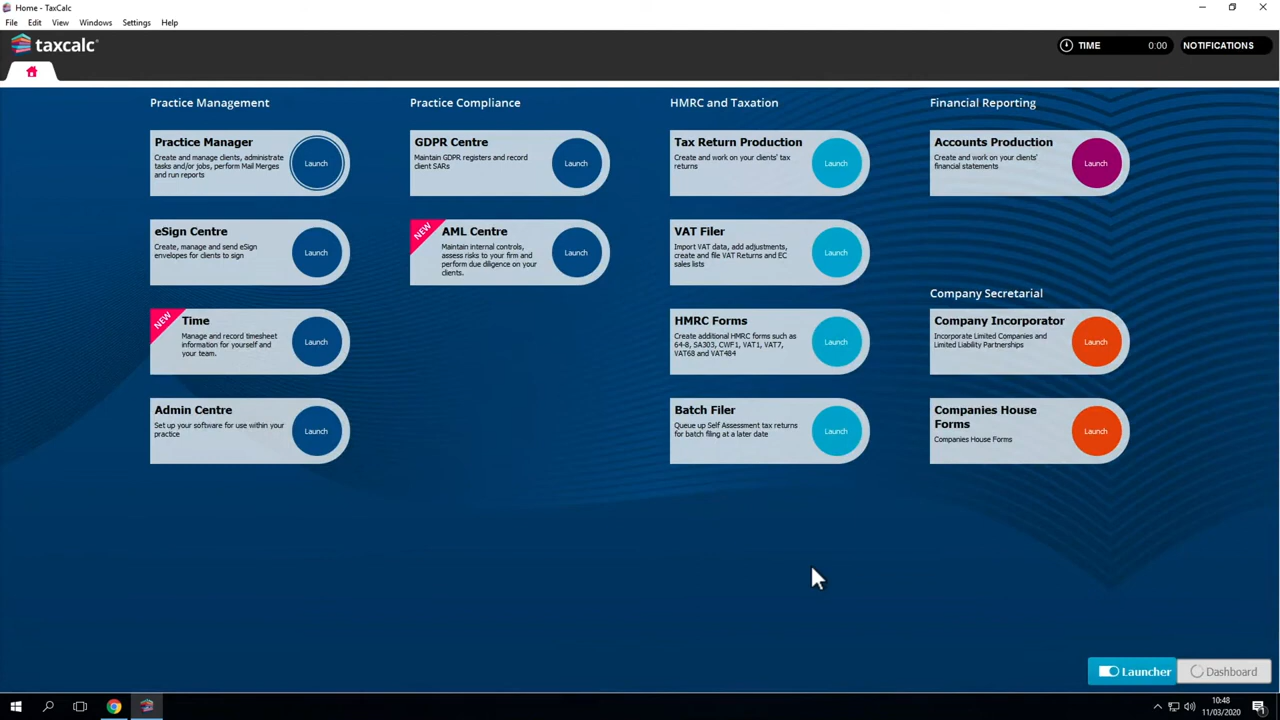 Home - TaxCalc
File Edit View Windows Settings Help
taxcalc
TIME 0:00
NOTIFICATIONS
Practice Management
Practice Manager
Create and manage clients, administrate
tasks and/or jobs, perform Mail Merges
and run reports
Launch
eSign Centre
Create, manage and send eSign
envelopes for clients to sign
Launch
NEW
Time
Manage and record timesheet
information for yourself and
your team.
Launch
Admin Centre
Set up your software for use within your
practice
Launch
Practice Compliance
GDPR Centre
Maintain GDPR registers and record
client SARs
Launch
NEW
AML Centre
Maintain internal controls,
assess risks to your firm and
perform due diligence on your
clients.
Launch
HMRC and Taxation
Tax Return Production
Create and work on your clients' tax
returns
Launch
VAT Filer
Import VAT data, add adjustments,
create and file VAT Returns and EC
sales lists
Launch
HMRC Forms
Create additional HMRC forms such as
64-8, SA303, CWF1, VAT1, VAT7,
VAT68 and VAT484
Launch
Batch Filer
Queue up Self Assessment tax returns
for batch filing at a later date
Launch
Financial Reporting
Accounts Production
Create and work on your clients'
financial statements
Launch
Company Secretarial
Company Incorporator
Incorporate Limited Companies and
Limited Liability Partnerships
Launch
Companies House
Forms
Companies House Forms
Launch
Launcher
Dashboard
10:48
11/03/2020
1